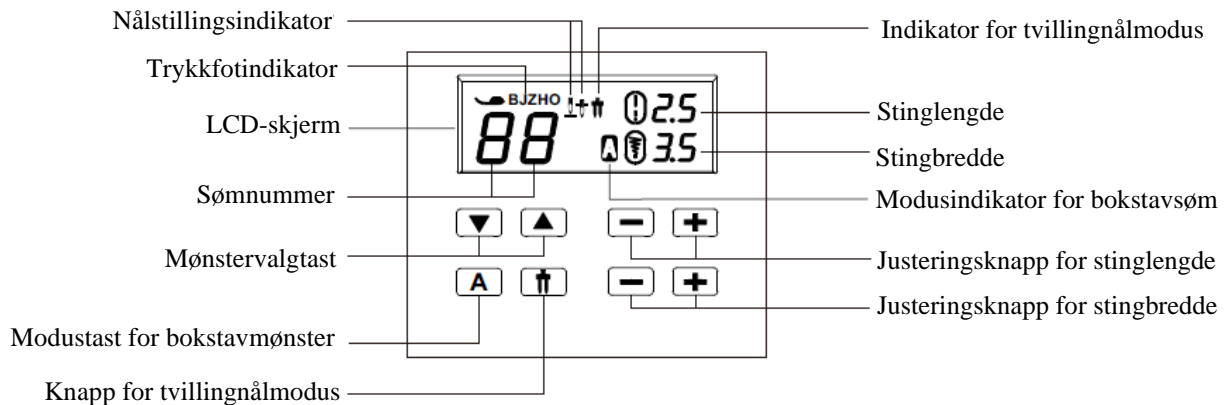 Nålstillingsindikator
Indikator for tvillingnålmodus
Trykkfotindikator
BJZHO
2.5
Stinglengde
LCD-skjerm
88
A
3.5
Stingbredde
Sømnummer
Modusindikator for bokstavsøm
Mønstervalgtast
Justeringsknapp for stinglengde
A
Justeringsknapp for stingbredde
Modustast for bokstavmønster
Knapp for tvillingnålmodus